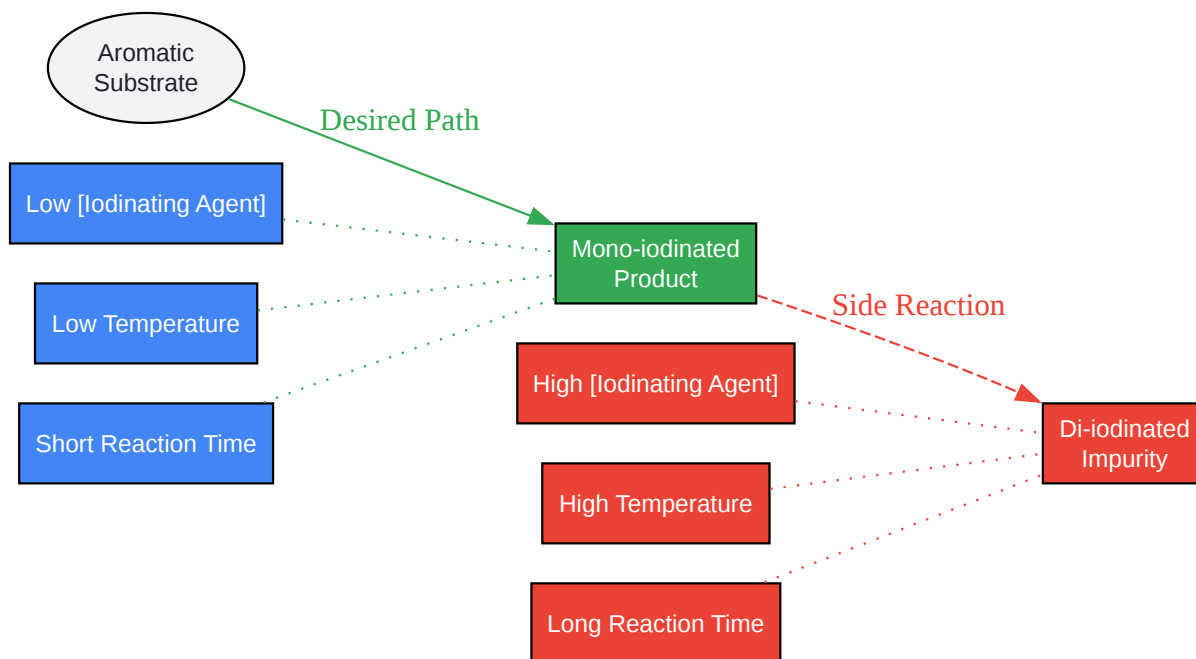 Aromatic
Substrate
Desired Path
Low [Iodinating Agent]
Mono-iodinated
Product
Low Temperature
Side Reaction
High [Iodinating Agent]
Short Reaction Time
Di-iodinated
Impurity
High Temperature
Long Reaction Time